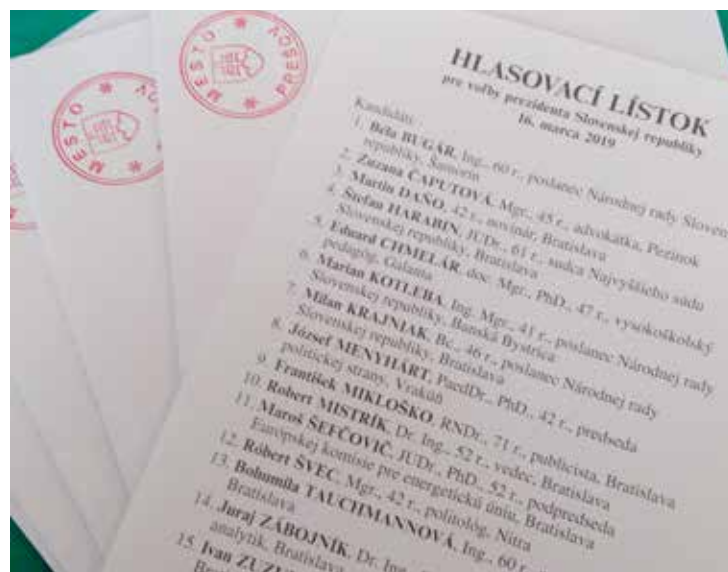 MESTO
PREŠOV
MESTO
HLASOVACÍ LÍSTOK
pre voľby prezidenta Slovenskej republiky
16. marca 2019
Kandidáti:
1. Béla BUGÁR, Ing., 60 r., poslanec Národnej rady Sloven
republiky, Šamorín
2. Zuzana ČAPUTOVÁ, Mgr., 45 r., advokátka, Pezinok
3. Martin DAŇO, 42 r., novinár, Bratislava
4. Štefan HARABIN, JUDr., 61 r., sudca Najvyššieho súdu
Slovenskej republiky, Bratislava
5. Eduard CHMELÁR, doc. Mgr., PhD., 47 r., vysokoškolský
pedagóg, Galanta
6. Marian KOTLEBA, Ing. Mgr., 41 r., poslanec Národnej rady
Slovenskej republiky, Banská Bystrica
7. Milan KRAJNIAK, Bc., 46 r., poslanec Národnej rady
Slovenskej republiky, Bratislava
8. József MENYHÁRT, PaedDr., PhD., 42 r., predseda
politickej strany, Vrakúň
9. František MIKLOŠKO, RNDr., 71 r., publicista, Bratislava
10. Robert MISTRÍK, Dr. Ing., 52 r., vedec, Bratislava
11. Maroš ŠEFČOVIČ, JUDr., PhD., 52 r., podpredseda
Európskej komisie pre energetickú úniu, Bratislava
12. Róbert ŠVEC, Mgr., 42 r., politológ, Nitra
13. Bohumila TAUCHMANNOVÁ, Ing., 60 r.
Bratislava
14. Juraj ZÁBOJNÍK, Dr. Ing.
analytik, Bratislava
15. Ivan